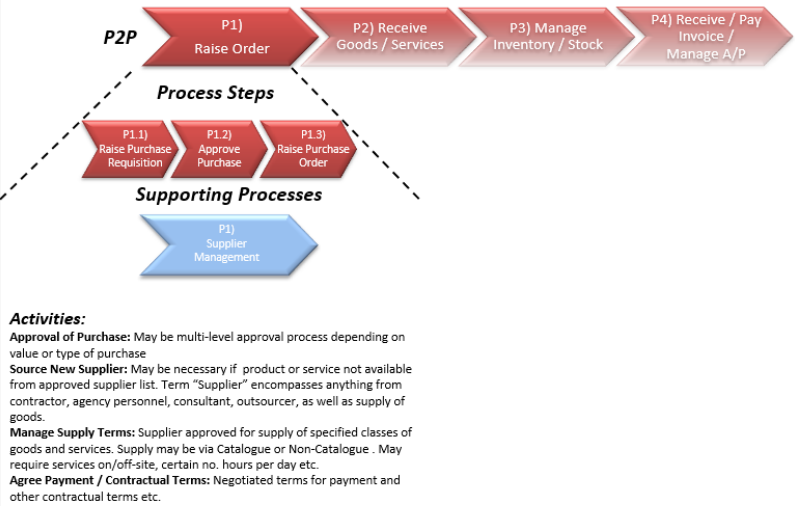 P2P
P1)
Raise Order
P2) Receive
Goods / Services
P3) Manage
Inventory / Stock
P4) Receive / Pay
Invoice /
Manage A/P
Process Steps
P1.1)
Raise Purchase
Requisition
P1.2)
Approve
Purchase
P1.3)
Raise Purchase
Order
Supporting Processes
P1)
Supplier
Management
Activities:
Approval of Purchase: May be multi-level approval process depending on
value or type of purchase
Source New Supplier: May be necessary if  product or service not available
from approved supplier list. Term “Supplier” encompasses anything from
contractor, agency personnel, consultant, outsourcer, as well as supply of
goods.
Manage Supply Terms: Supplier approved for supply of specified classes of
goods and services. Supply may be via Catalogue or Non-Catalogue . May
require services on/off-site, certain no. hours per day etc.
Agree Payment / Contractual Terms: Negotiated terms for payment and
other contractual terms etc.